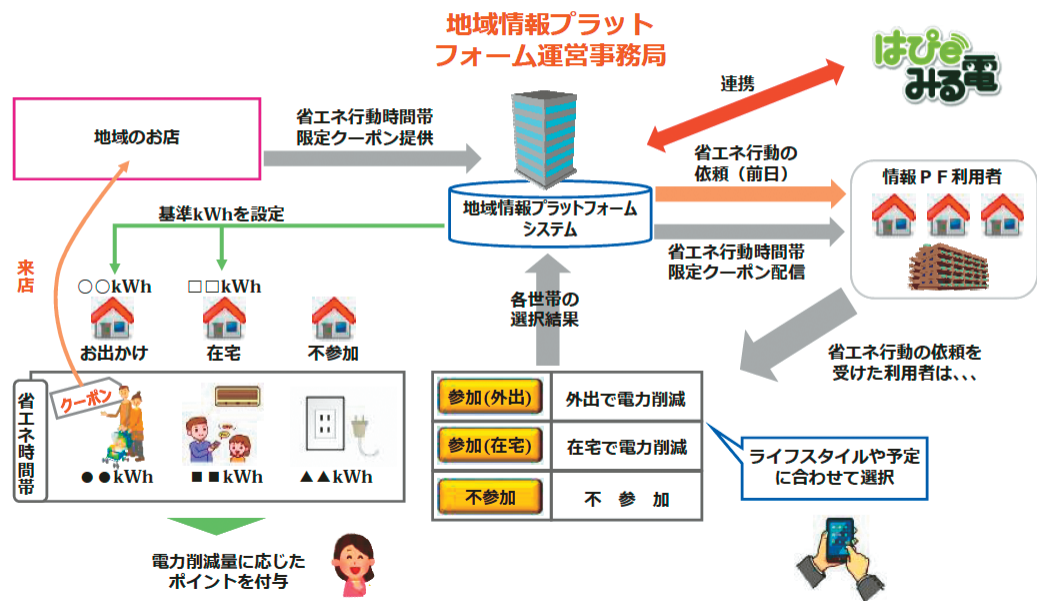 地域情報プラット
フォーム運営事務局
はぴe
みる電
連携
地域のお店
省エネ行動時間帯
限定クーポン提供
省エネ行動の
依頼（前日）
情報ＰＦ利用者
地域情報プラットフォーム
システム
基準kWhを設定
省エネ行動時間帯
限定クーポン配信
来店
○○kWh
□□kWh
お出かけ
在宅
不参加
各世帯の
選択結果
省エネ行動の依頼を
受けた利用者は、、、
省エネ時間帯
クーポン
●●kWh
■■kWh
▲▲kWh
参加(外出)
外出で電力削減
参加(在宅)
在宅で電力削減
不参加
不　参　加
ライフスタイルや予定
に合わせて選択
電力削減量に応じた
ポイントを付与